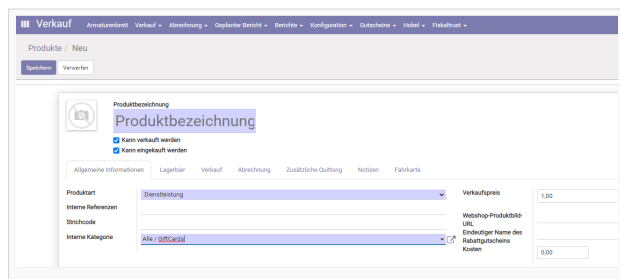 Verkauf Armaturenbrett Verkauf Abrechnung Geplanter Bericht Berichte Konfiguration Gutscheine Hobel Fiskaltrust
Produkte / Neu
Speichern Verwerfen
Produktbezeichnung
Produktbezeichnung
Kann verkauft werden
Kann eingekauft werden
Allgemeine Informationen Lagerbier Verkauf Abrechnung Zusätzliche Quittung Notizen Fahrkarte
Produktart Dienstleistung Verkaufspreis 1,00
Interne Referenzen
Strichcode
Interne Kategorie Alle / GiftCards
Webshop-Produktbild-
URL
Eindeutiger Name des
Rabattgutscheins
Kosten 0,00